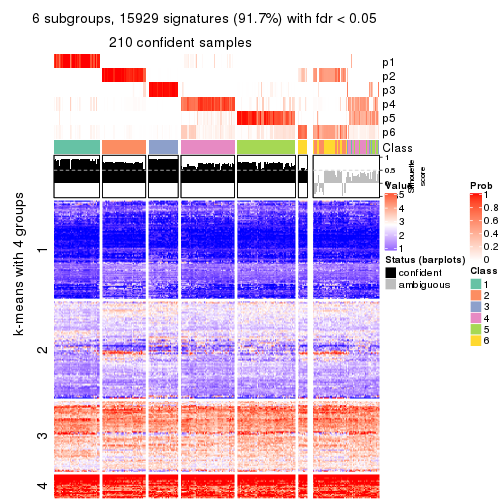 6 subgroups, 15929 signatures (91.7%) with fdr < 0.05
210 confident samples
p1
p2
p3
p4
p5
p6
Class
1
0.5
0
Silhouette
score
k-means with 4 groups
1
2
3
4
Value
5
4
3
2
1
Status (barplots)
confident
ambiguous
Prob
1
0.8
0.6
0.4
0.2
0
Class
1
2
3
4
5
6